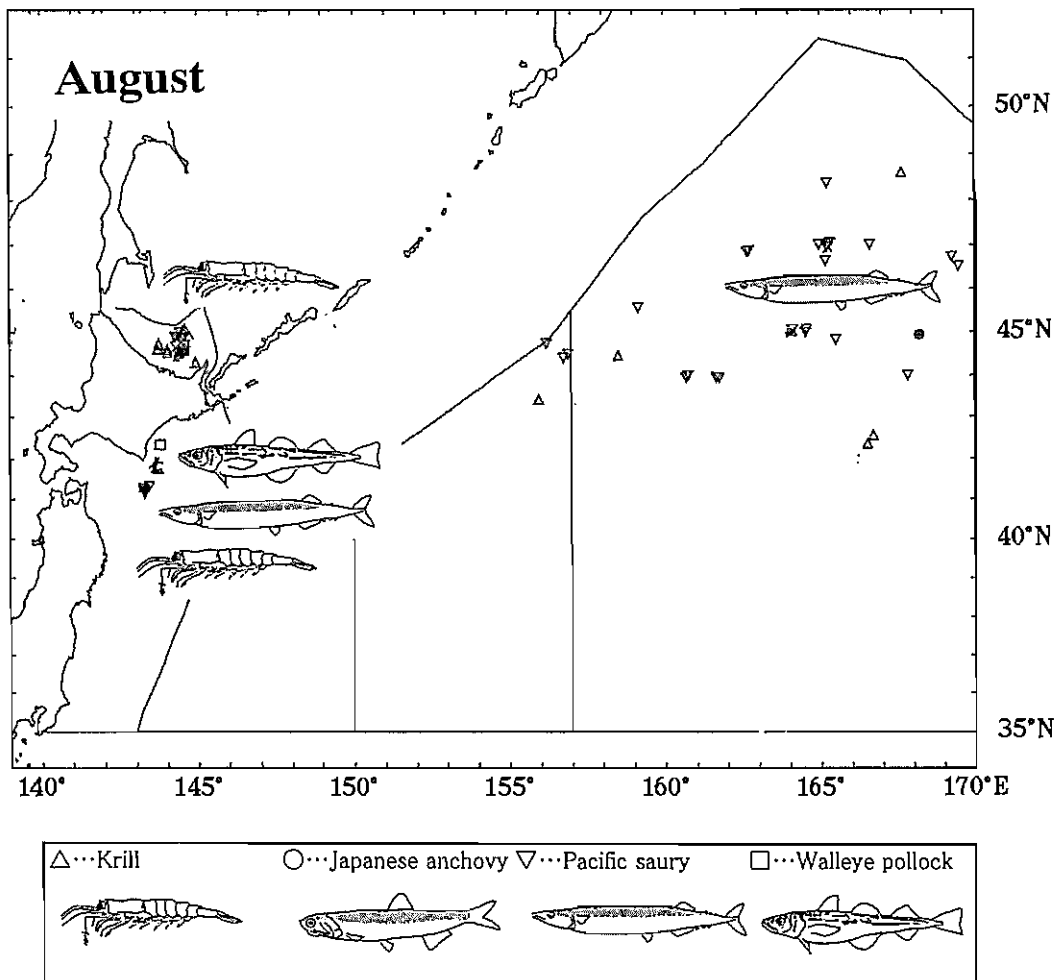 August
50°N
45°N
40°N
35°N
140° 145° 150° 155° 160° 165° 170°E
△···Krill ○···Japanese anchovy ▽···Pacific saury □···Walleye pollock